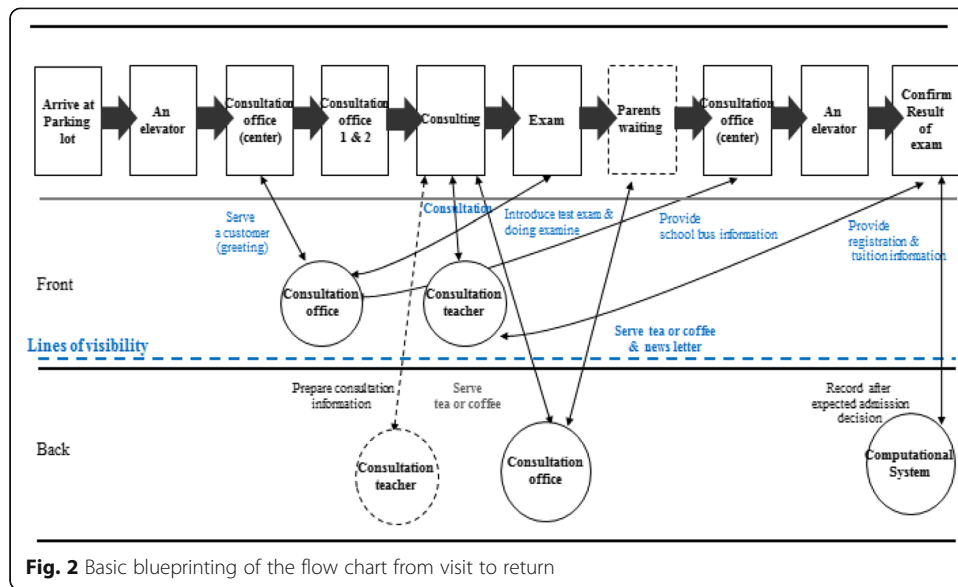 Arrive at
Parking
lot
An
elevator
Consultation
office
(center)
Consultation
office
1 & 2
Consulting
Exam
Parents
waiting
Consultation
office
(center)
An
elevator
Confirm
Result
of
exam
Serve
a customer
(greeting)
Consultation
Introduce test exam &
doing examine
Provide
school bus information
Provide
registration &
tuition information
Front
Consultation
office
Consultation
teacher
Lines of visibility
Serve tea or coffee
& news letter
Prepare consultation
information
Serve
tea or coffee
Record after
expected admission
decision
Back
Consultation
teacher
Consultation
office
Computational
System
Fig. 2 Basic blueprinting of the flow chart from visit to return